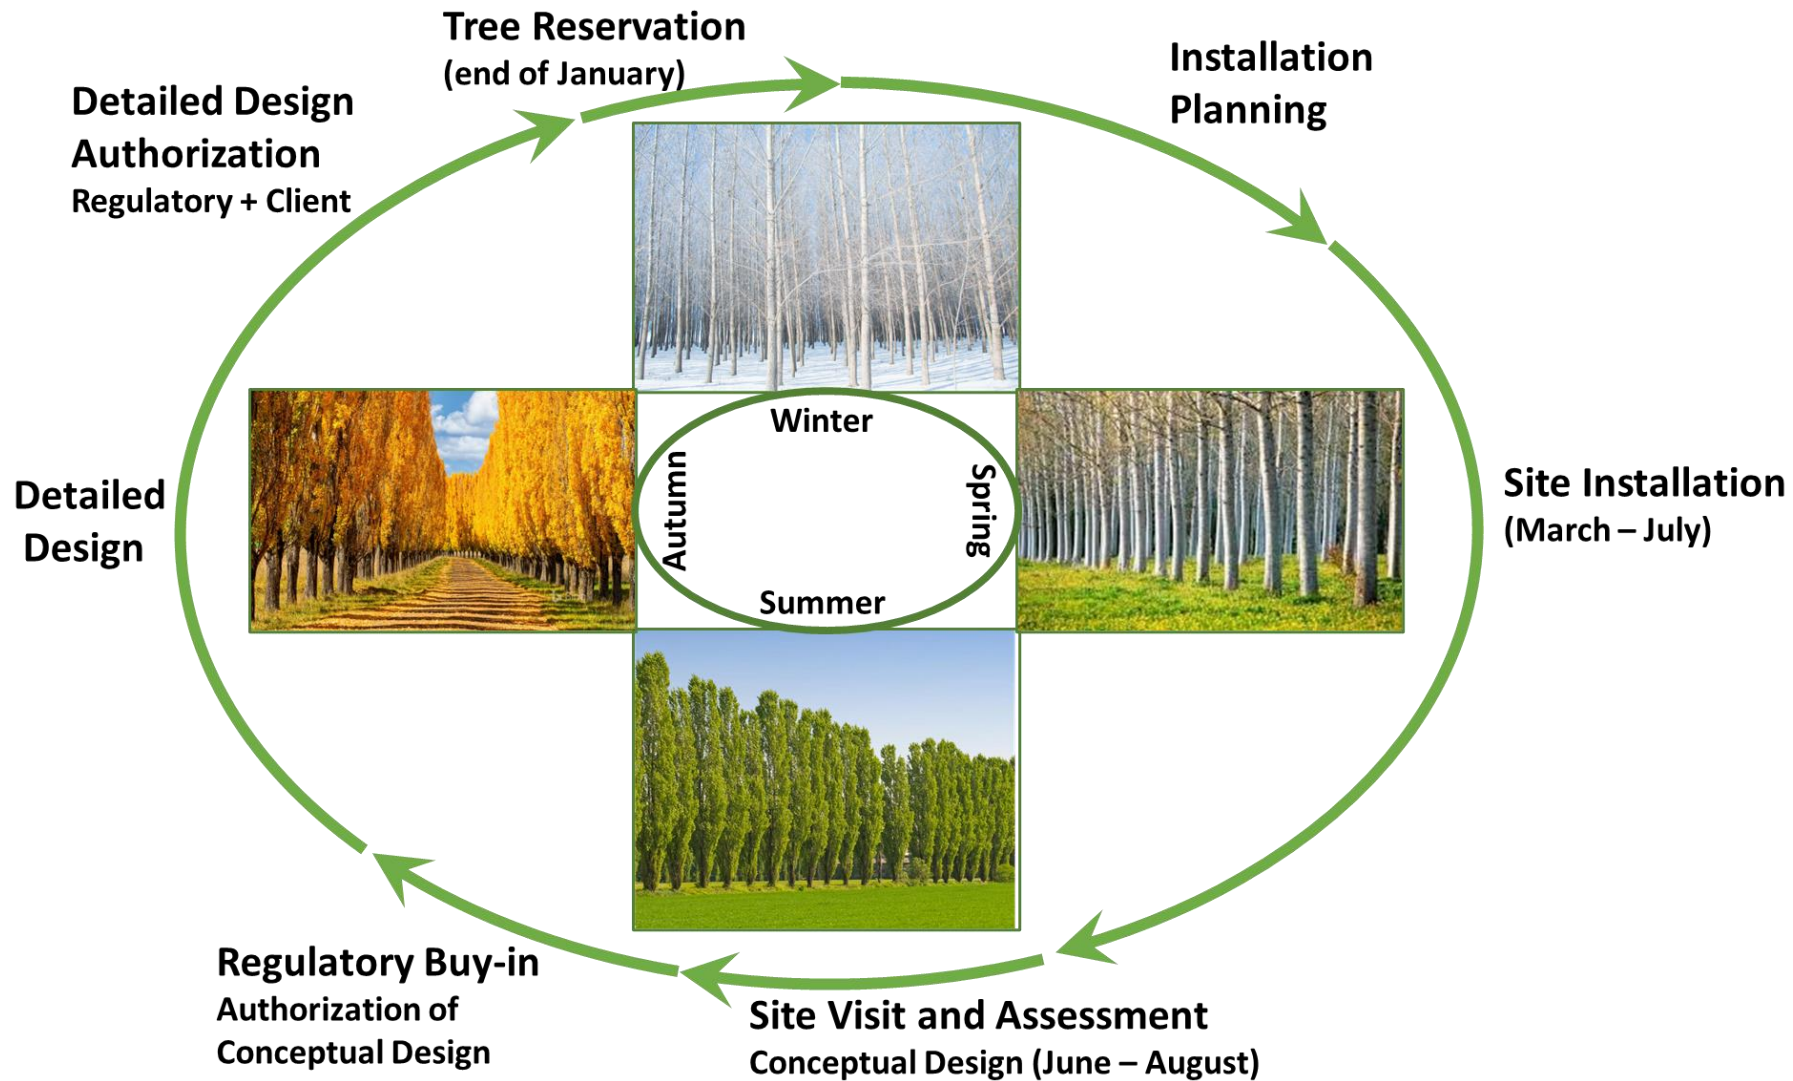 Tree Reservation
(end of January)
Installation
Planning
Detailed Design
Authorization
Regulatory + Client
Winter
Autumn
Spring
Summer
Detailed
Design
Site Installation
(March – July)
Regulatory Buy-in
Authorization of
Conceptual Design
Site Visit and Assessment
Conceptual Design (June – August)